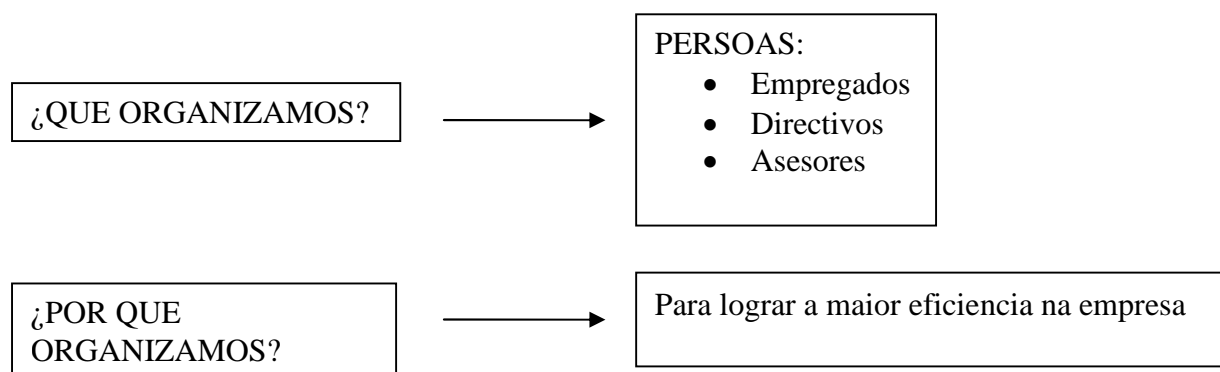 ¿QUE ORGANIZAMOS?
PERSOAS:
• Empregados
• Directivos
• Asesores
¿POR QUE
ORGANIZAMOS?
Para lograr a maior eficiencia na empresa